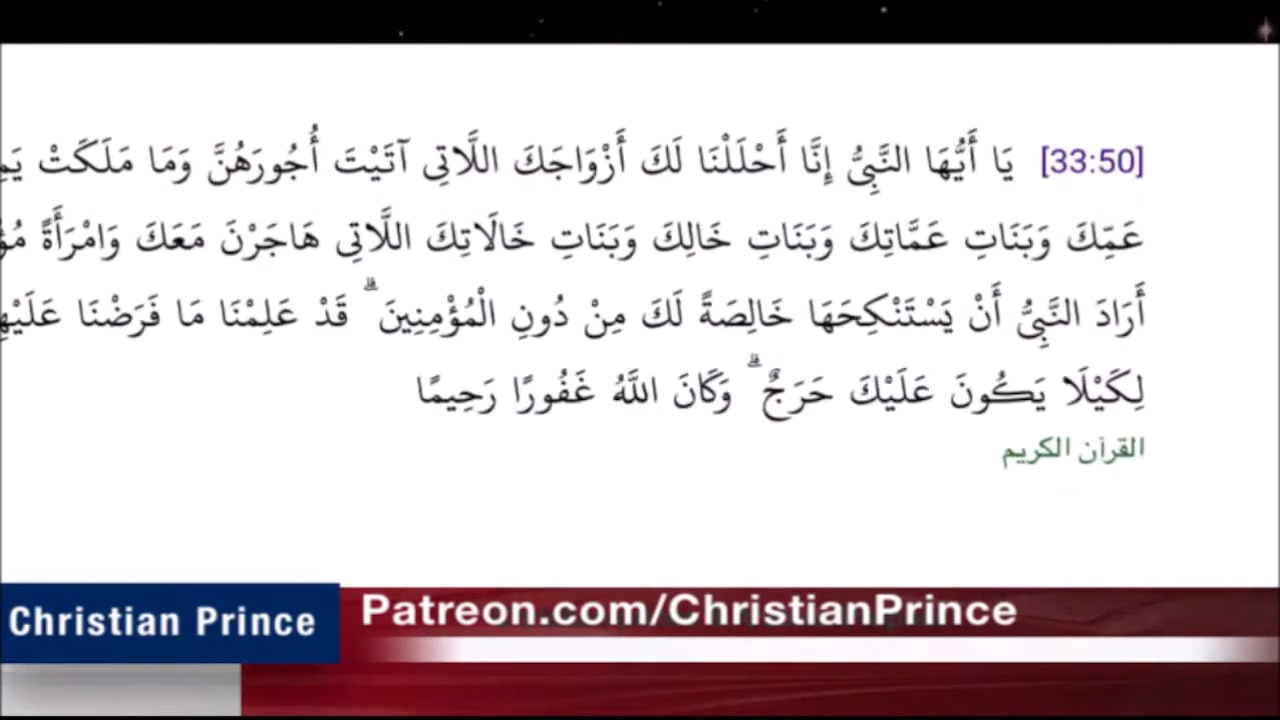 [33:50] يَا أَيُّهَا النَّبِيُّ إِنَّا أَحْلَلْنَا لَكَ أَزْوَاجَكَ اللَّاتِي آتَيْتَ أُجُورَهُنَّ وَمَا مَلَكَتْ
عَمِّكَ وَبَنَاتِ عَمَّاتِكَ وَبَنَاتِ خَالِكَ وَبَنَاتِ خَالَاتِكَ اللَّاتِي هَاجَرْنَ مَعَكَ وَامْرَأَةً
أَرَادَ النَّبِيُّ أَنْ يَسْتَنْكِحَهَا خَالِصَةً لَكَ مِنْ دُونِ الْمُؤْمِنِينَ ۗ قَدْ عَلِمْنَا مَا فَرَضْنَا
لِكَيْلَا يَكُونَ عَلَيْكَ حَرَجٌ ۗ وَكَانَ اللَّهُ غَفُورًا رَحِيمًا
القرآن الكريم
Christian Prince
Patreon.com/ChristianPrince